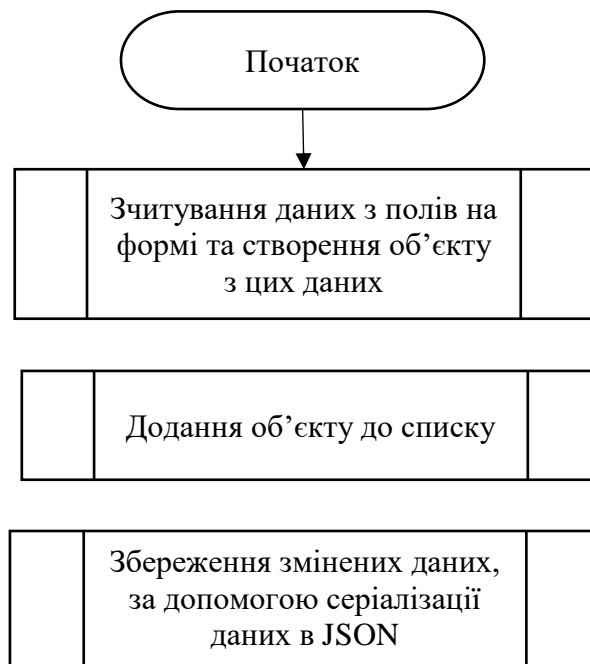 Початок
Зчитування даних з полів на
формі та створення об’єкту
з цих даних
Додання об’єкту до списку
Збереження змінених даних,
за допомогою серіалізації
даних в JSON